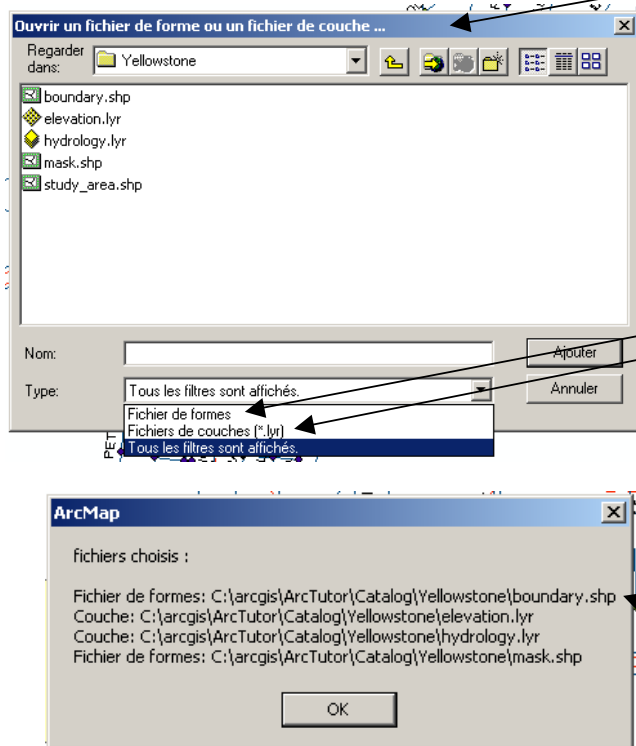 Ouvrir un fichier de forme ou un fichier de couche ...
Regarder dans:
Yellowstone
boundary.shp
elevation.lyr
hydrology.lyr
mask.shp
study_area.shp
Nom:
Ajouter
Type:
Tous les filtres sont affichés.
Annuler
Fichier de formes
Fichiers de couches (*.lyr)
Tous les filtres sont affichés.
PET
ArcMap
fichiers choisis :
Fichier de formes: C:\arcgis\ArcTutor\Catalog\Yellowstone\boundary.shp
Couche: C:\arcgis\ArcTutor\Catalog\Yellowstone\elevation.lyr
Couche: C:\arcgis\ArcTutor\Catalog\Yellowstone\hydrology.lyr
Fichier de formes: C:\arcgis\ArcTutor\Catalog\Yellowstone\mask.shp
OK